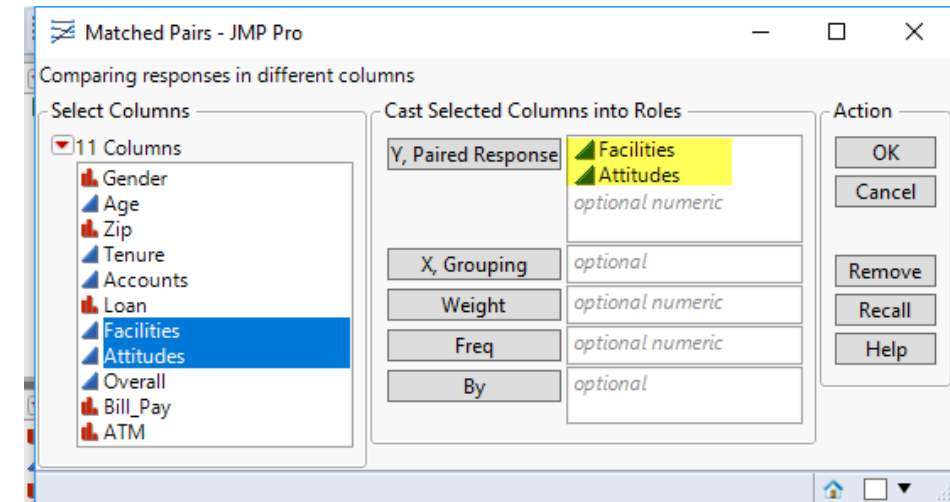 Matched Pairs - JMP Pro
Comparing responses in different columns
Select Columns
11 Columns
Gender
Age
Zip
Tenure
Accounts
Loan
Facilities
Attitudes
Overall
Bill_Pay
ATM
Cast Selected Columns into Roles
Y, Paired Response
Facilities
Attitudes
optional numeric
X, Grouping
optional
Weight
optional numeric
Freq
optional numeric
By
optional
Action
OK
Cancel
Remove
Recall
Help